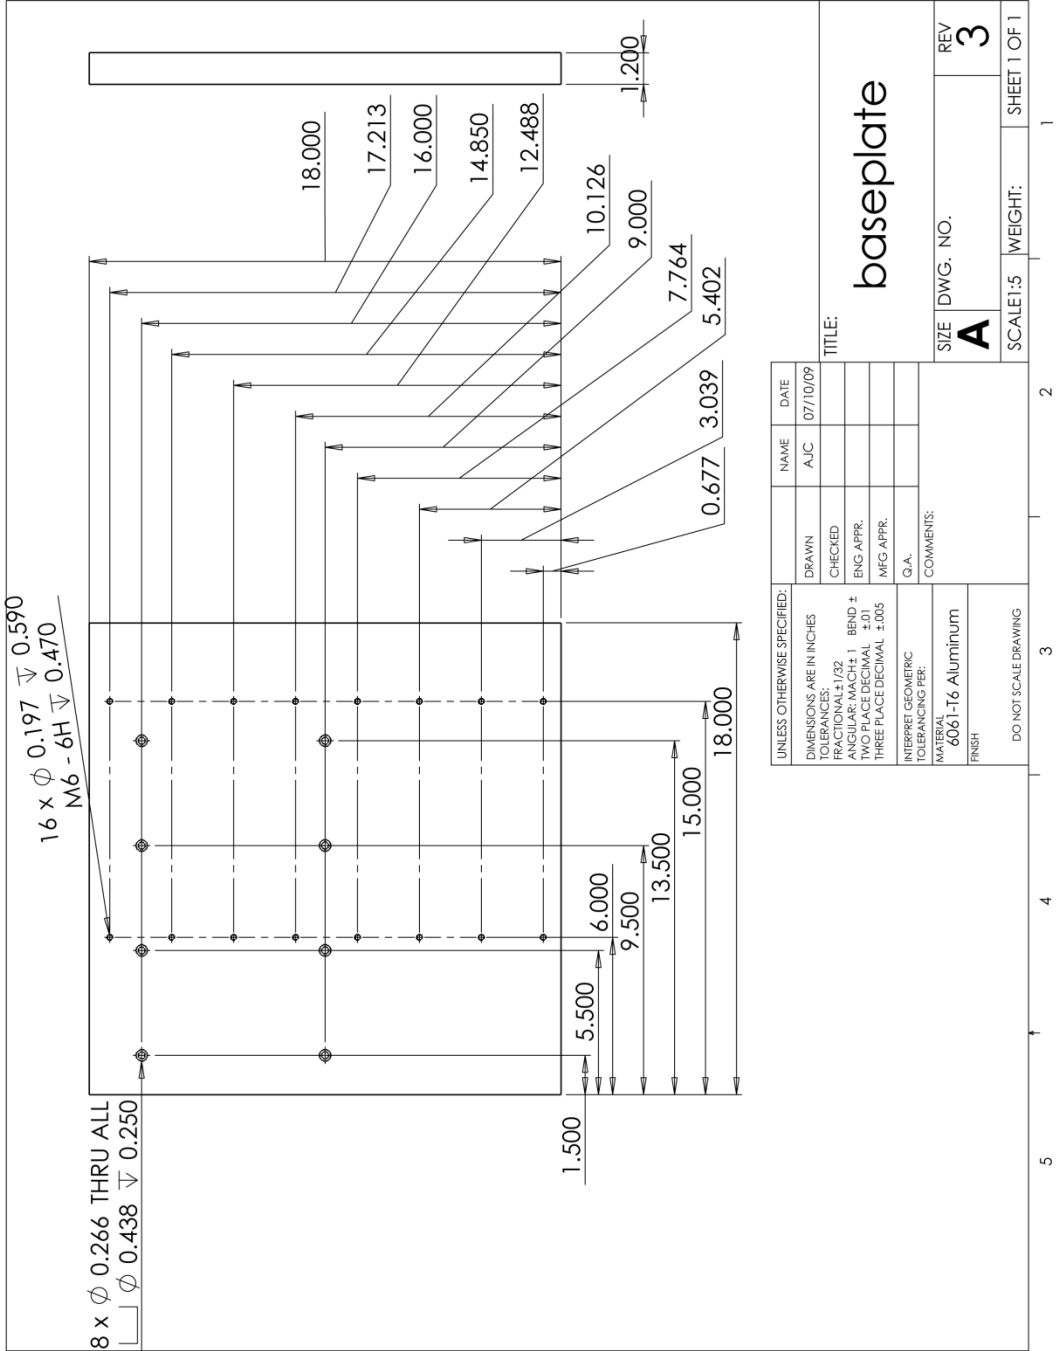 8 x ∅ 0.266 THRU ALL
⌴ ∅ 0.438 ↧ 0.250
16 x ∅ 0.197 ↧ 0.590
M6 - 6H ↧ 0.470
18.000
17.213
16.000
14.850
12.488
10.126
9.000
7.764
5.402
3.039
0.677
1.200
1.500
5.500
6.000
9.500
13.500
15.000
18.000
UNLESS OTHERWISE SPECIFIED:
DIMENSIONS ARE IN INCHES
TOLERANCES:
FRACTIONAL±1/32
ANGULAR: MACH± 1 BEND ±
TWO PLACE DECIMAL ±.01
THREE PLACE DECIMAL ±.005
INTERPRET GEOMETRIC
TOLERANCING PER:
MATERIAL
6061-T6 Aluminum
FINISH
DO NOT SCALE DRAWING
NAME DATE
DRAWN AJC 07/10/09
CHECKED
ENG APPR.
MFG APPR.
Q.A.
COMMENTS:
TITLE:
baseplate
SIZE DWG. NO. REV
A 3
SCALE1:5 WEIGHT: SHEET 1 OF 1
5 4 3 2 1